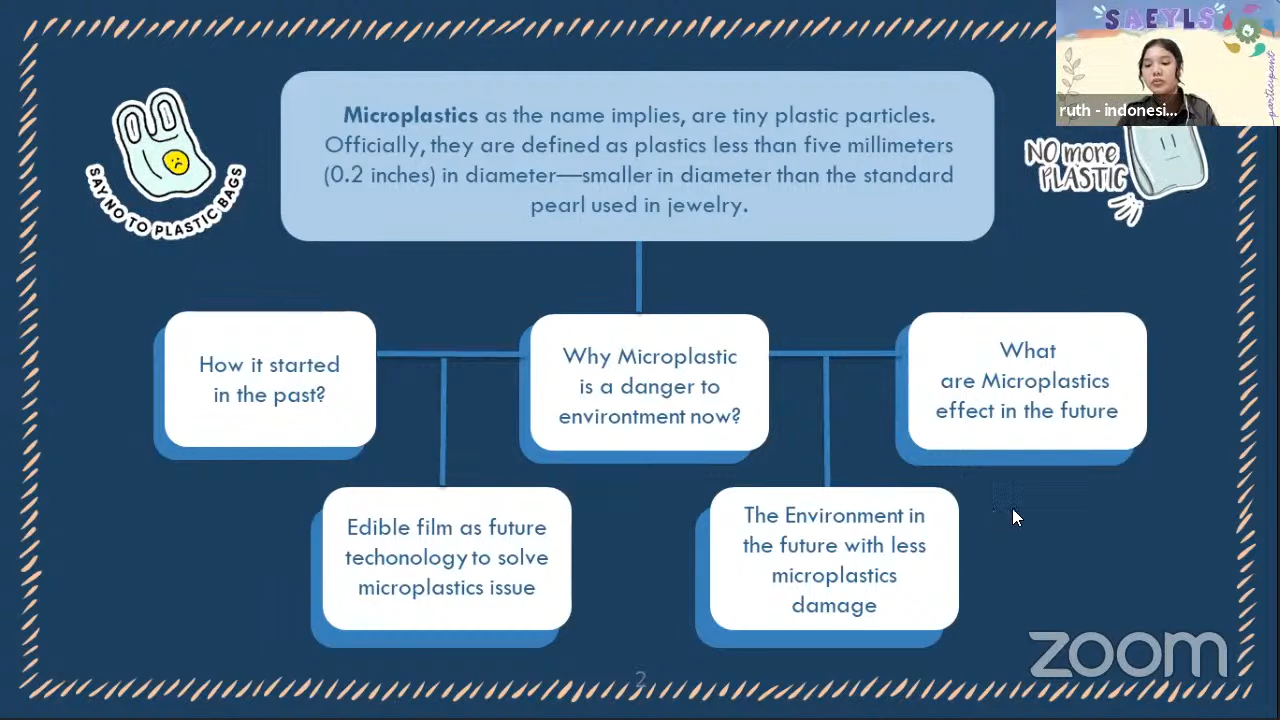 SAEYLS
participant
ruth - indonesi...
SAY NO TO PLASTIC BAGS
NO more
PLASTIC
Microplastics as the name implies, are tiny plastic particles.
Officially, they are defined as plastics less than five millimeters
(0.2 inches) in diameter—smaller in diameter than the standard
pearl used in jewelry.
How it started
in the past?
Why Microplastic
is a danger to
environtment now?
What
are Microplastics
effect in the future
Edible film as future
techonology to solve
microplastics issue
The Environment in
the future with less
microplastics
damage
zoom
2